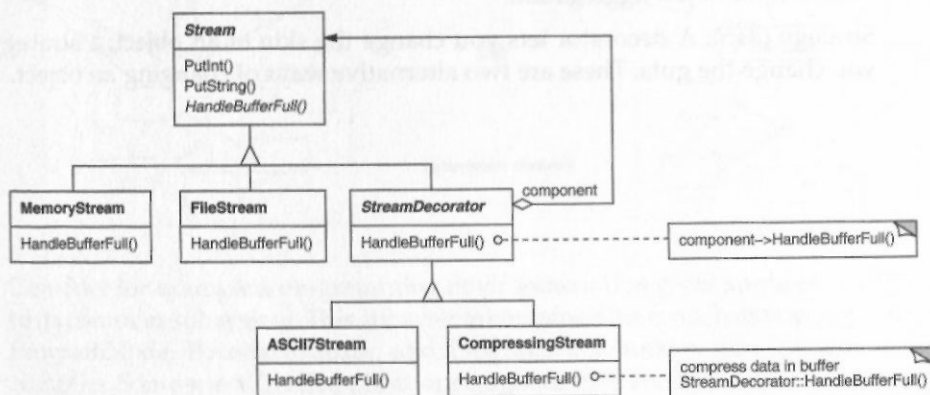 Stream
PutInt()
PutString()
HandleBufferFull()
component
MemoryStream
HandleBufferFull()
FileStream
HandleBufferFull()
StreamDecorator
HandleBufferFull()
component–>HandleBufferFull()
ASCII7Stream
HandleBufferFull()
CompressingStream
HandleBufferFull()
compress data in buffer
StreamDecorator::HandleBufferFull()